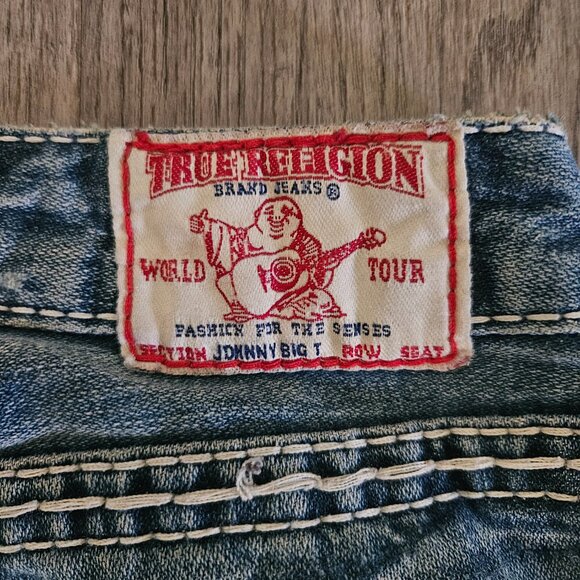 TRUE RELIGION
BRAND JEANS ®
WORLD TOUR
FASHION FOR THE SENSES
SECTION JOHNNY BIG T ROW SEAT